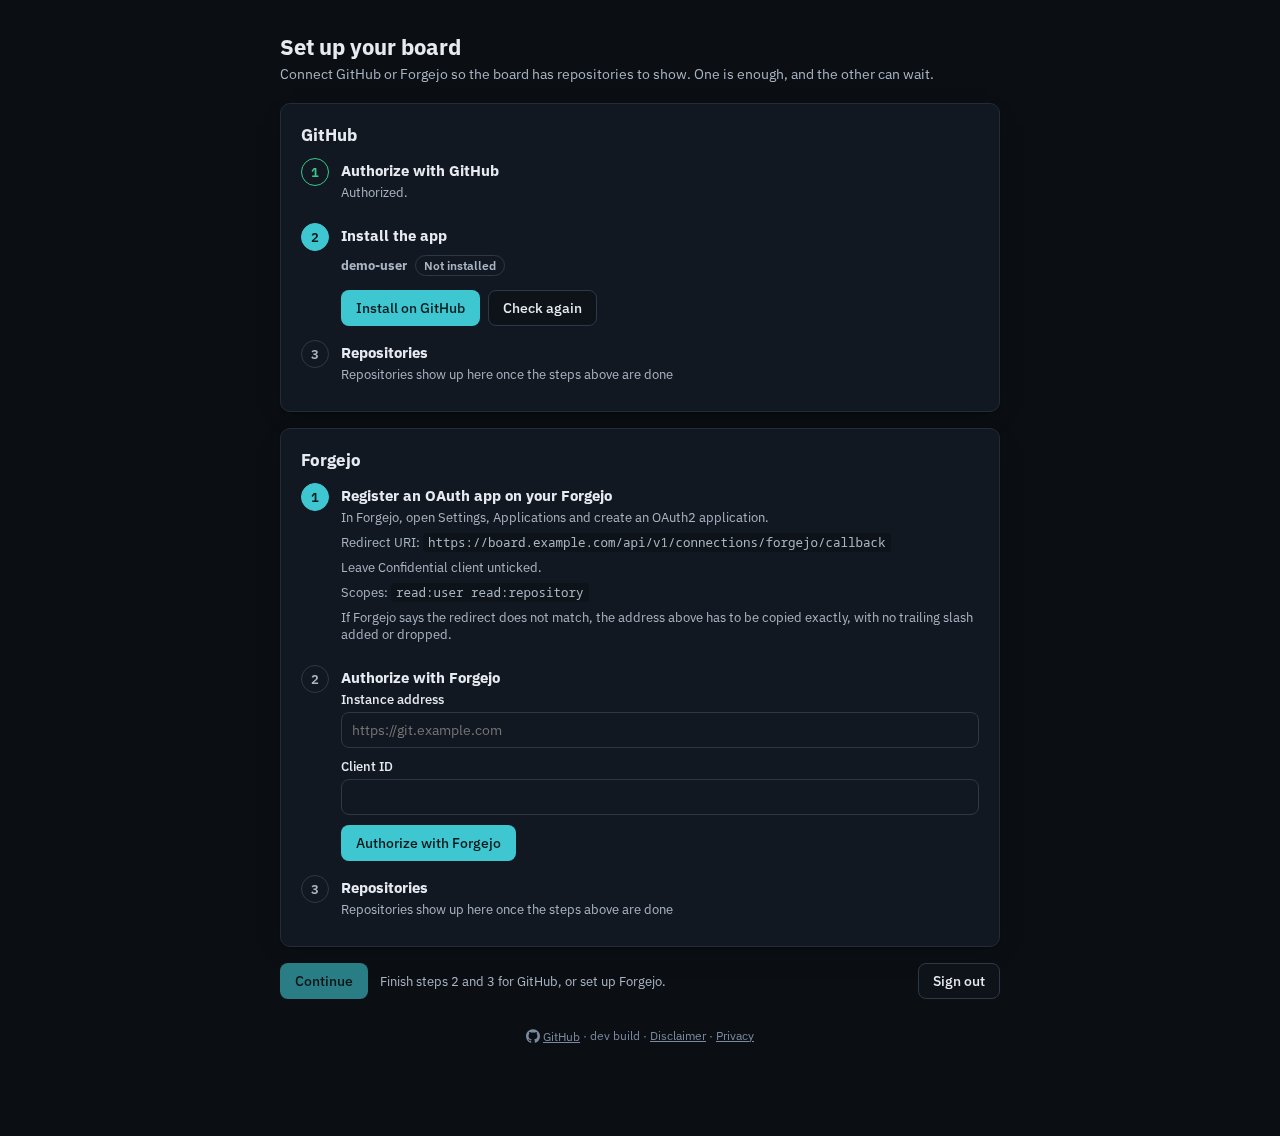 Set up your board
Connect GitHub or Forgejo so the board has repositories to show. One is enough, and the other can wait.
GitHub
1 Authorize with GitHub
Authorized.
2 Install the app
demo-user Not installed
Install on GitHub Check again
3 Repositories
Repositories show up here once the steps above are done
Forgejo
1 Register an OAuth app on your Forgejo
In Forgejo, open Settings, Applications and create an OAuth2 application.
Redirect URI: https://board.example.com/api/v1/connections/forgejo/callback
Leave Confidential client unticked.
Scopes: read:user read:repository
If Forgejo says the redirect does not match, the address above has to be copied exactly, with no trailing slash
added or dropped.
2 Authorize with Forgejo
Instance address
https://git.example.com
Client ID
Authorize with Forgejo
3 Repositories
Repositories show up here once the steps above are done
Continue Finish steps 2 and 3 for GitHub, or set up Forgejo. Sign out
GitHub · dev build · Disclaimer · Privacy